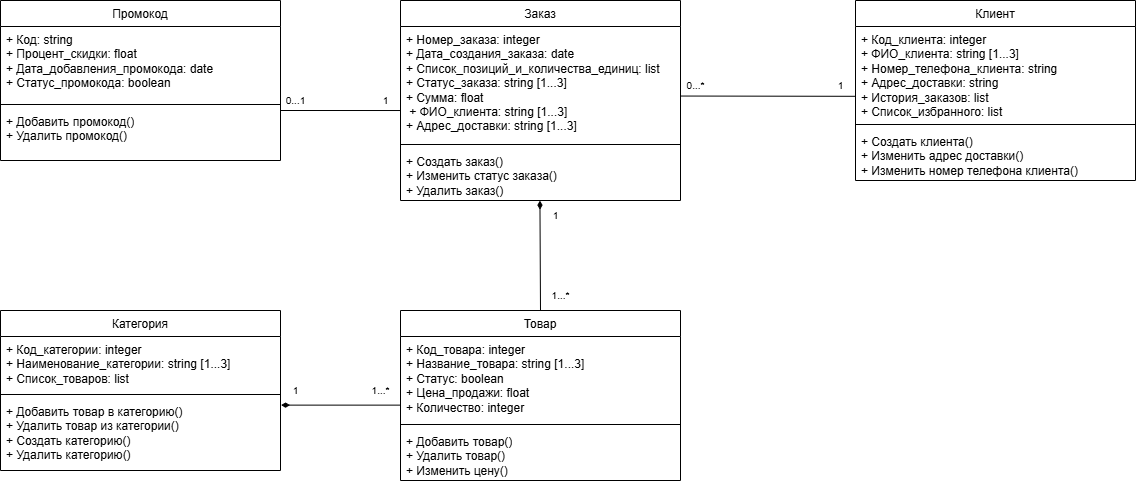 Промокод
+ Код: string
+ Процент_скидки: float
+ Дата_добавления_промокода: date
+ Статус_промокода: boolean
+ Добавить промокод()
+ Удалить промокод()
0...1
1
Заказ
+ Номер_заказа: integer
+ Дата_создания_заказа: date
+ Список_позиций_и_количества_единиц: list
+ Статус_заказа: string [1...3]
+ Сумма: float
+ ФИО_клиента: string [1...3]
+ Адрес_доставки: string [1...3]
+ Создать заказ()
+ Изменить статус заказа()
+ Удалить заказ()
0...*
1
Клиент
+ Код_клиента: integer
+ ФИО_клиента: string [1...3]
+ Номер_телефона_клиента: string
+ Адрес_доставки: string
+ История_заказов: list
+ Список_избранного: list
+ Создать клиента()
+ Изменить адрес доставки()
+ Изменить номер телефона клиента()
1
1...*
Категория
+ Код_категории: integer
+ Наименование_категории: string [1...3]
+ Список_товаров: list
+ Добавить товар в категорию()
+ Удалить товар из категории()
+ Создать категорию()
+ Удалить категорию()
1
1...*
Товар
+ Код_товара: integer
+ Название_товара: string [1...3]
+ Статус: boolean
+ Цена_продажи: float
+ Количество: integer
+ Добавить товар()
+ Удалить товар()
+ Изменить цену()